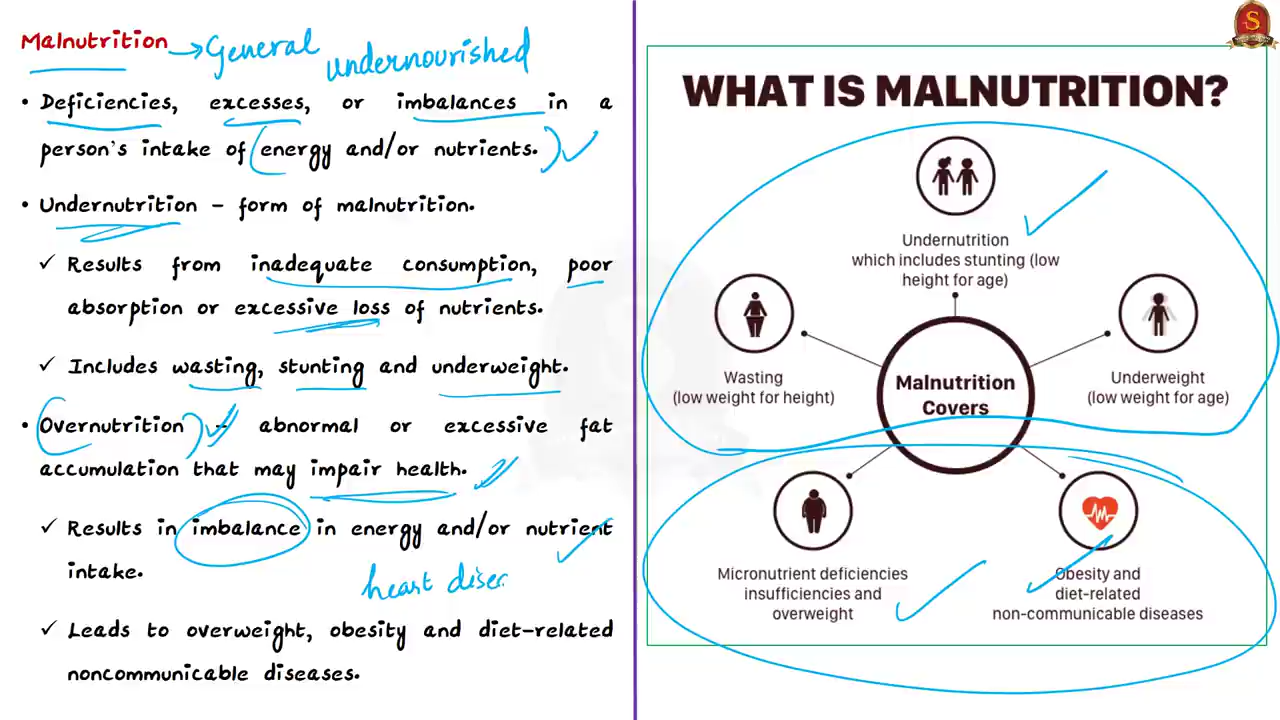 Malnutrition → General undernourished
• Deficiencies, excesses, or imbalances in a
person's intake of energy and/or nutrients.
• Undernutrition – form of malnutrition.
✓ Results from inadequate consumption, poor
absorption or excessive loss of nutrients.
✓ Includes wasting, stunting and underweight.
• Overnutrition – abnormal or excessive fat
accumulation that may impair health.
✓ Results in imbalance in energy and/or nutrient
intake.
heart disea
✓ Leads to overweight, obesity and diet-related
noncommunicable diseases.
S
WHAT IS MALNUTRITION?
Undernutrition
which includes stunting (low
height for age)
Wasting
(low weight for height)
Underweight
(low weight for age)
Malnutrition
Covers
Micronutrient deficiencies
insufficiencies and
overweight
Obesity and
diet-related
non-communicable diseases